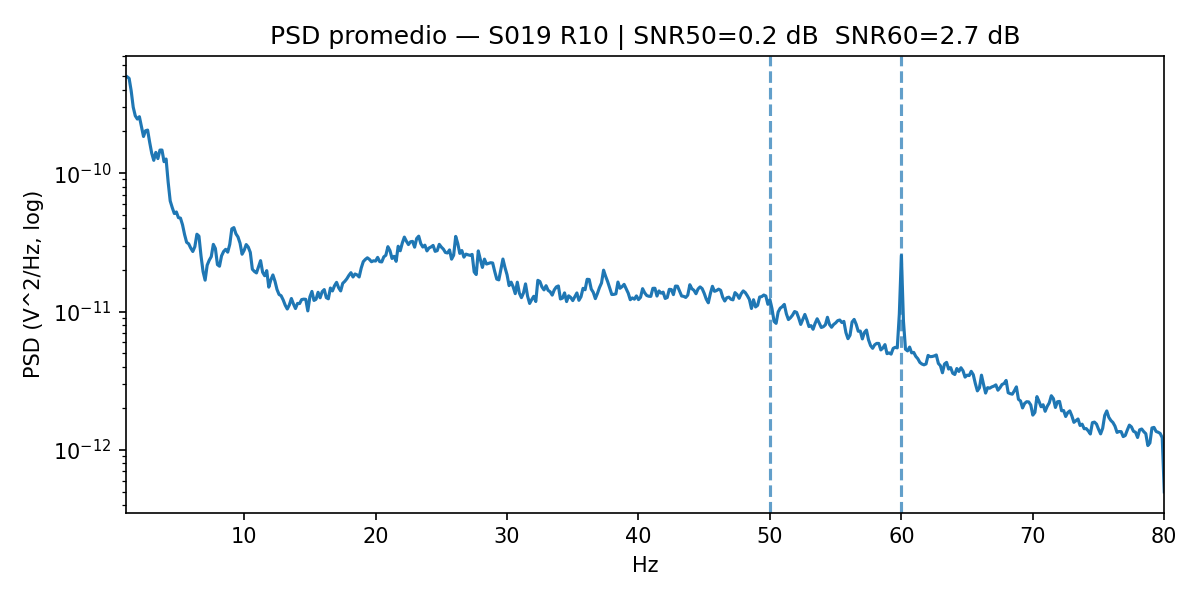 PSD promedio — S019 R10 | SNR50=0.2 dB  SNR60=2.7 dB
PSD (V^2/Hz, log)
10⁻¹⁰
10⁻¹¹
10⁻¹²
10 20 30 40 50 60 70 80
Hz